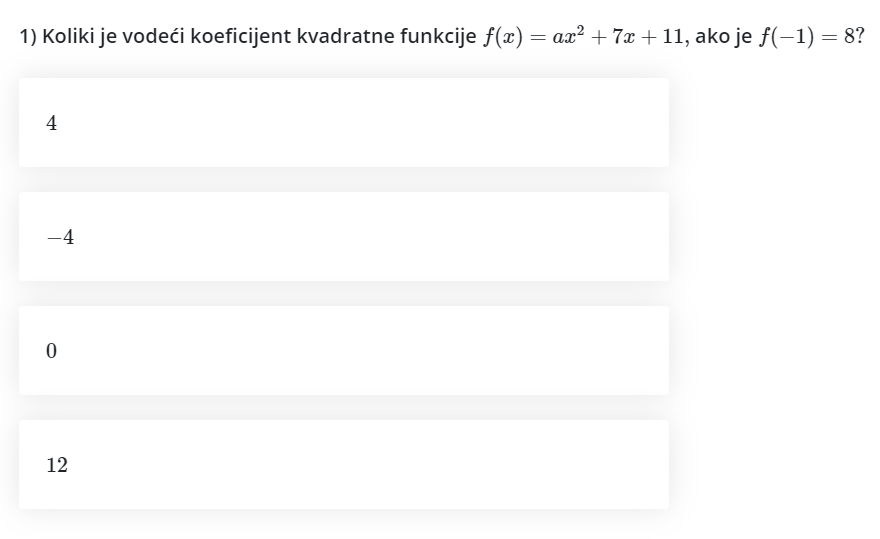 1) Koliki je vodeći koeficijent kvadratne funkcije f(x) = ax² + 7x + 11, ako je f(−1) = 8?
4
−4
0
12